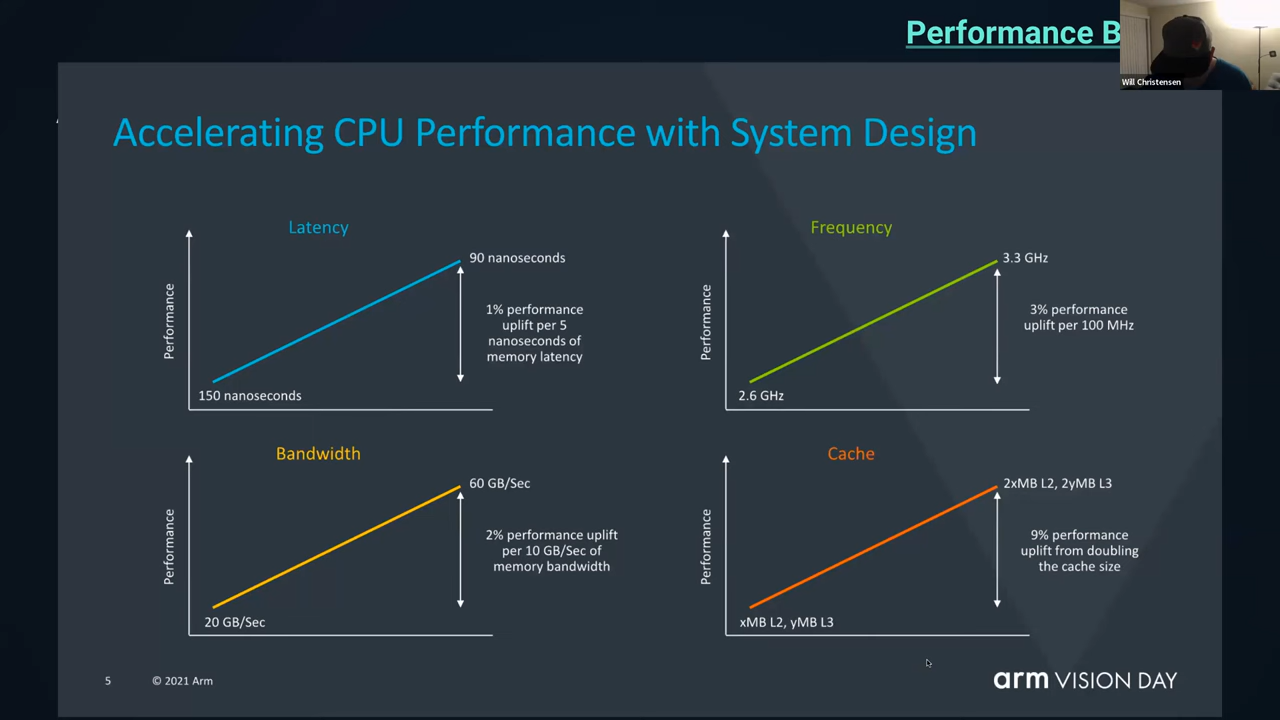 Performance B
Will Christensen
Accelerating CPU Performance with System Design
Latency
Performance
90 nanoseconds
1% performance
uplift per 5
nanoseconds of
memory latency
150 nanoseconds
Frequency
Performance
3.3 GHz
3% performance
uplift per 100 MHz
2.6 GHz
Bandwidth
Performance
60 GB/Sec
2% performance uplift
per 10 GB/Sec of
memory bandwidth
20 GB/Sec
Cache
Performance
2xMB L2, 2yMB L3
9% performance
uplift from doubling
the cache size
xMB L2, yMB L3
5
© 2021 Arm
arm VISION DAY